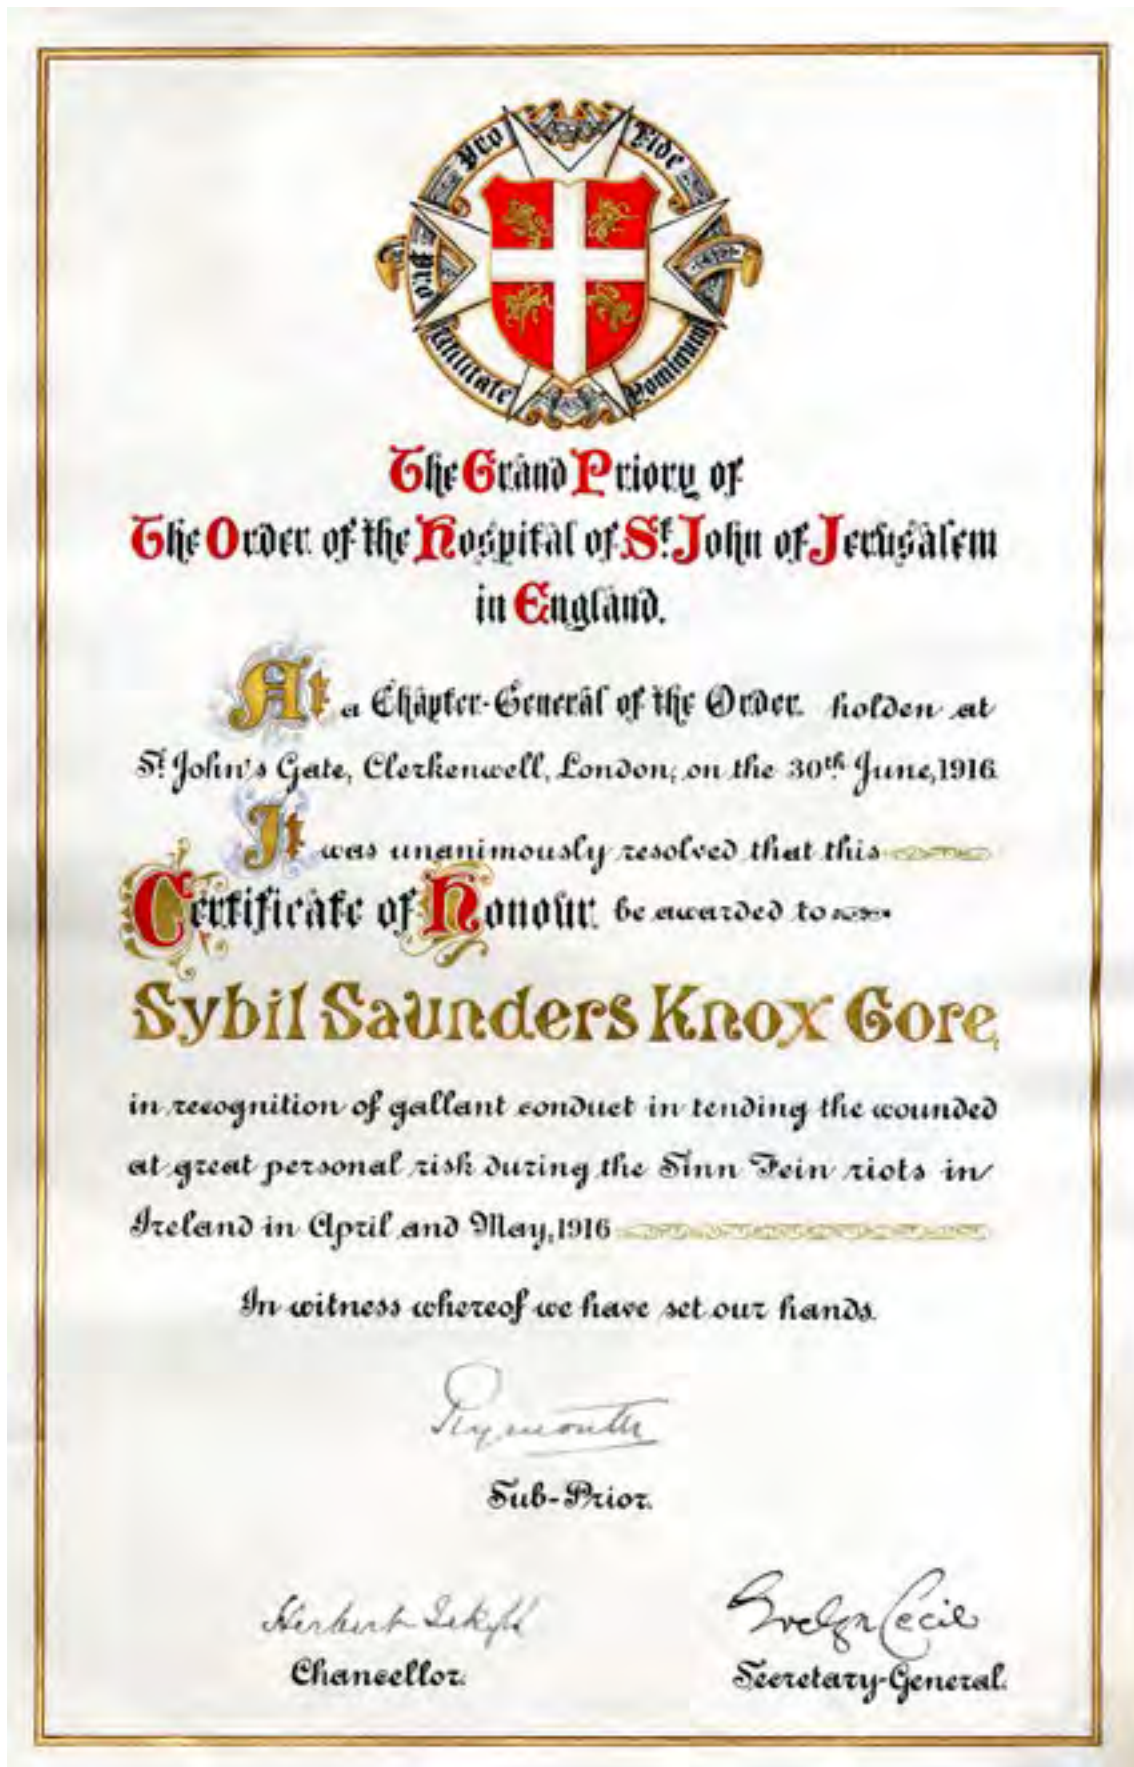 Pro Fide
Pro
Utilitate
Hominum
The Grand Priory of
The Order of the Hospital of St. John of Jerusalem
in England.
At a Chapter-General of the Order holden at
St. John's Gate, Clerkenwell, London, on the 30th June, 1916
It was unanimously resolved that this
Certificate of Honour be awarded to
Sybil Saunders Knox Gore,
in recognition of gallant conduct in tending the wounded
at great personal risk during the Sinn Fein riots in
Ireland in April and May, 1916
In witness whereof we have set our hands.
Plymouth
Sub-Prior.
Herbert Jekyll
Chancellor.
Evelyn Cecil
Secretary-General.